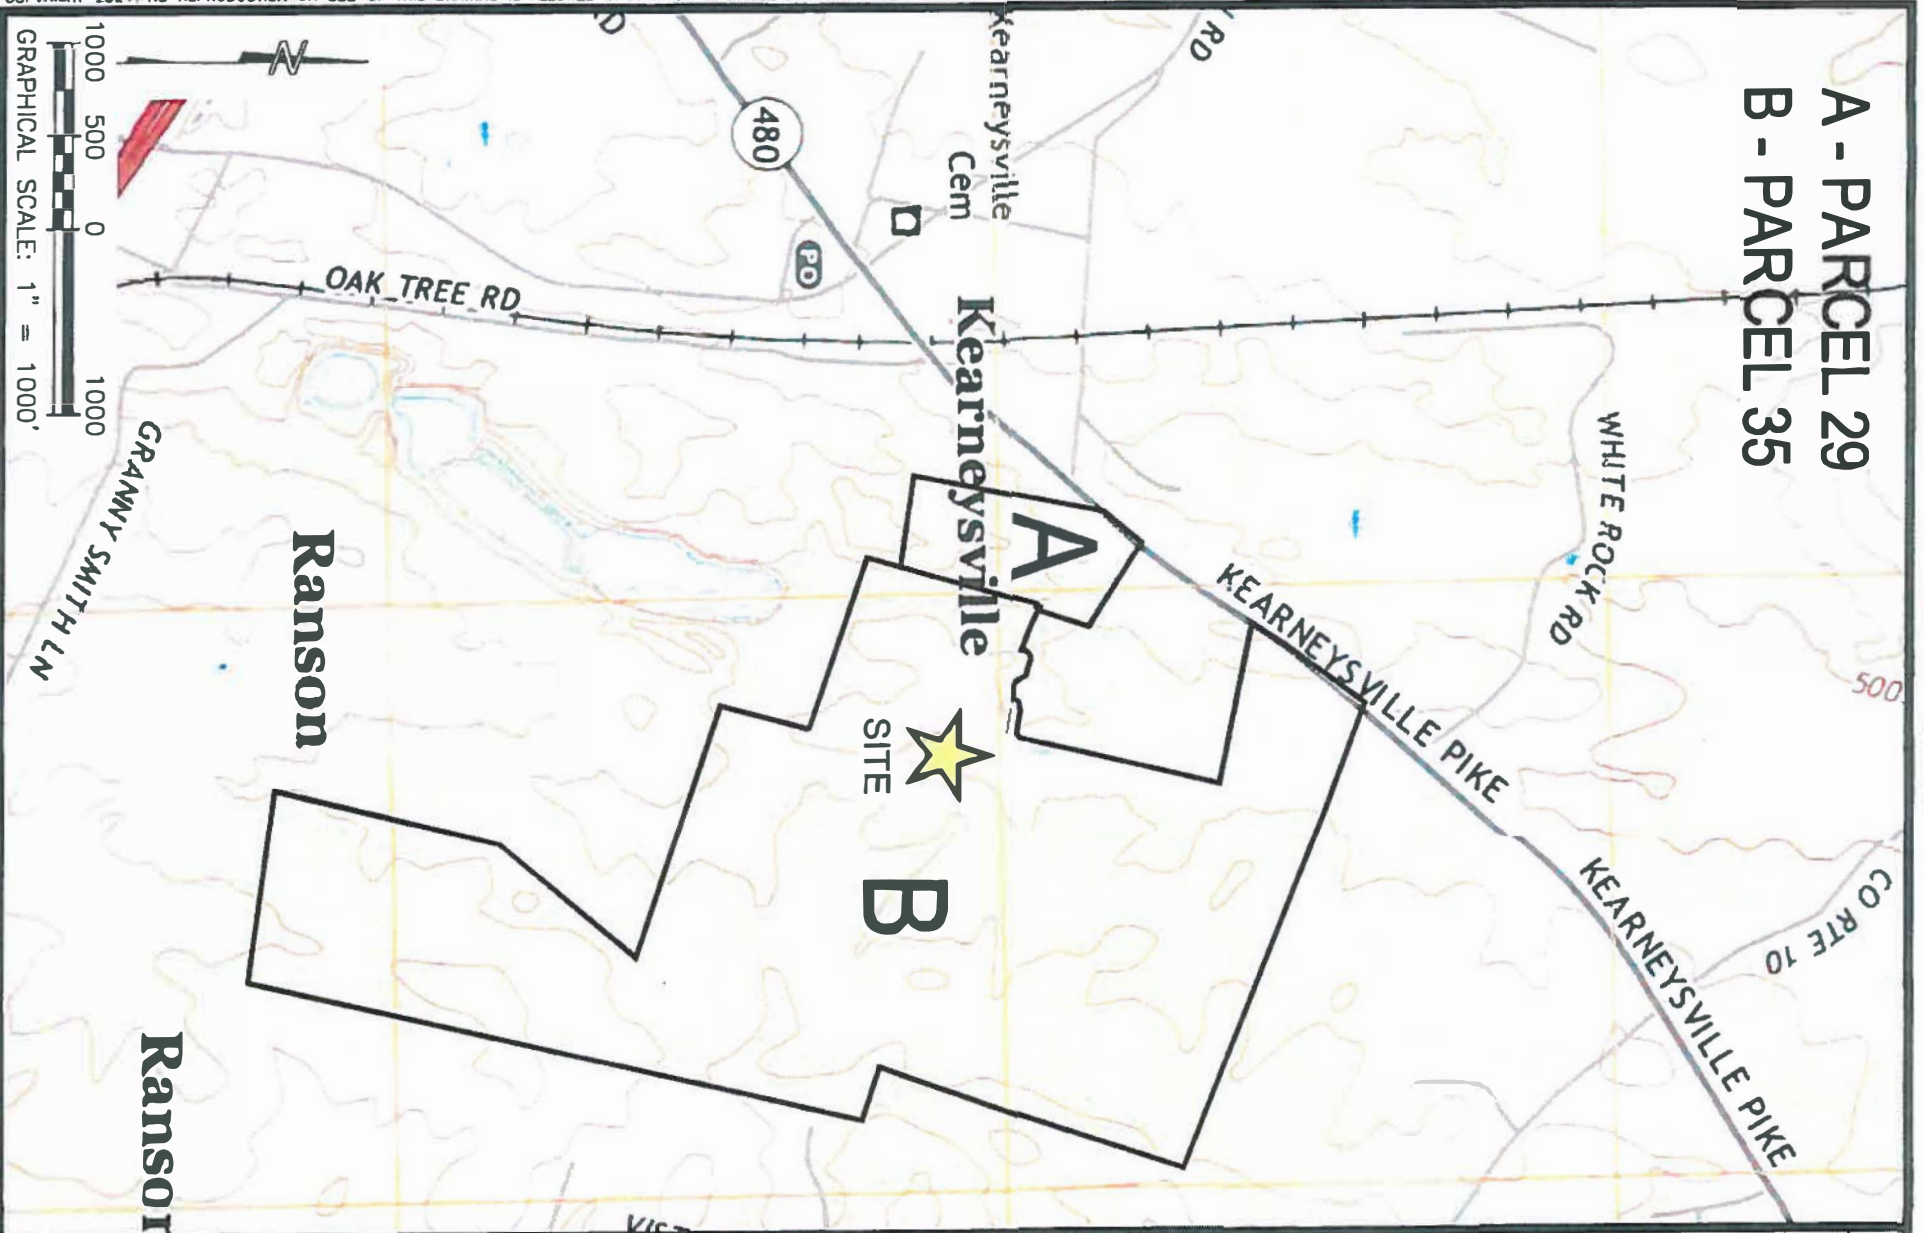 A - PARCEL 29
B - PARCEL 35
CO RTE 10
500
WHITE ROCK RD
KEARNEYSVILLE PIKE
KEARNEYSVILLE PIKE
RD
Kearneysville
Cem
Kearneysville
A
480
PO
SITE
B
OAK TREE RD
Ranson
GRANNY SMITH LN
Ranson
N
1000 500 0 1000
GRAPHICAL SCALE: 1" = 1000'